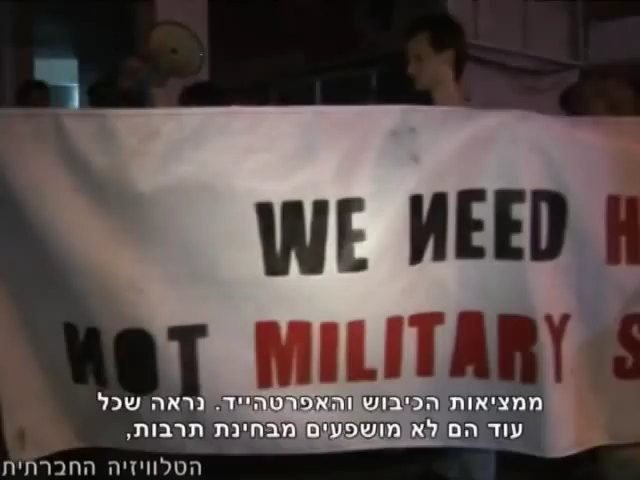 WE NEED H
NOT MILITARY S
ממציאות הכיבוש והאפרטהייד. נראה שכל
עוד הם לא מושפעים מבחינת תרבות,
הטלוויזיה החברתית